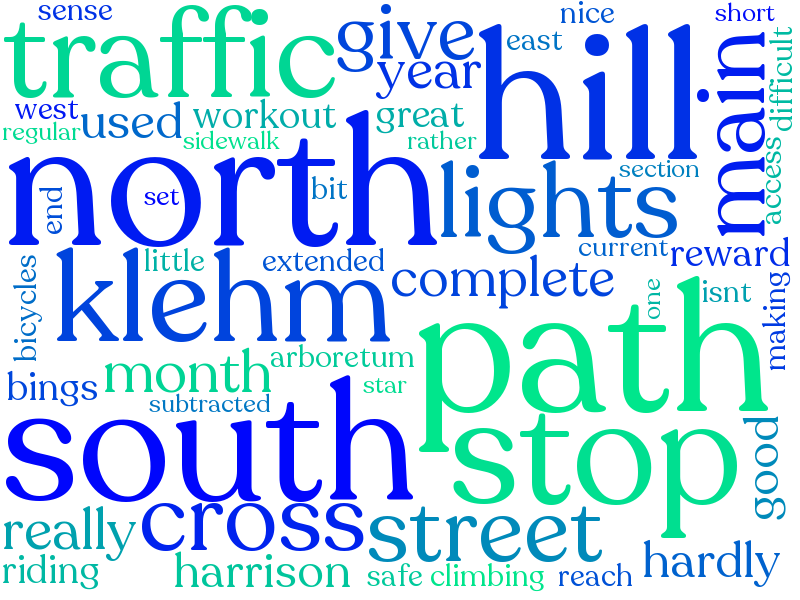 sense
nice
short
traffic
give
east
hill
main
difficult
year
west
used
workout
great
regular
sidewalk
rather
north
lights
section
access
set
bit
end
current
reward
klehm
little
extended
complete
isnt
one
bicycles
making
path
arboretum
month
star
bings
subtracted
south
stop
good
cross
street
really
hardly
riding
harrison
safe
climbing
reach